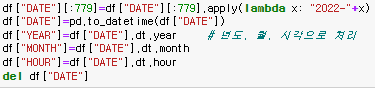 df["DATE"][:779]=df["DATE"][:779].apply(lambda x: "2022-"+x)
df["DATE"]=pd.to_datetime(df["DATE"])
df["YEAR"]=df["DATE"].dt.year # 년도, 월, 시각으로 처리
df["MONTH"]=df["DATE"].dt.month
df["HOUR"]=df["DATE"].dt.hour
del df["DATE"]